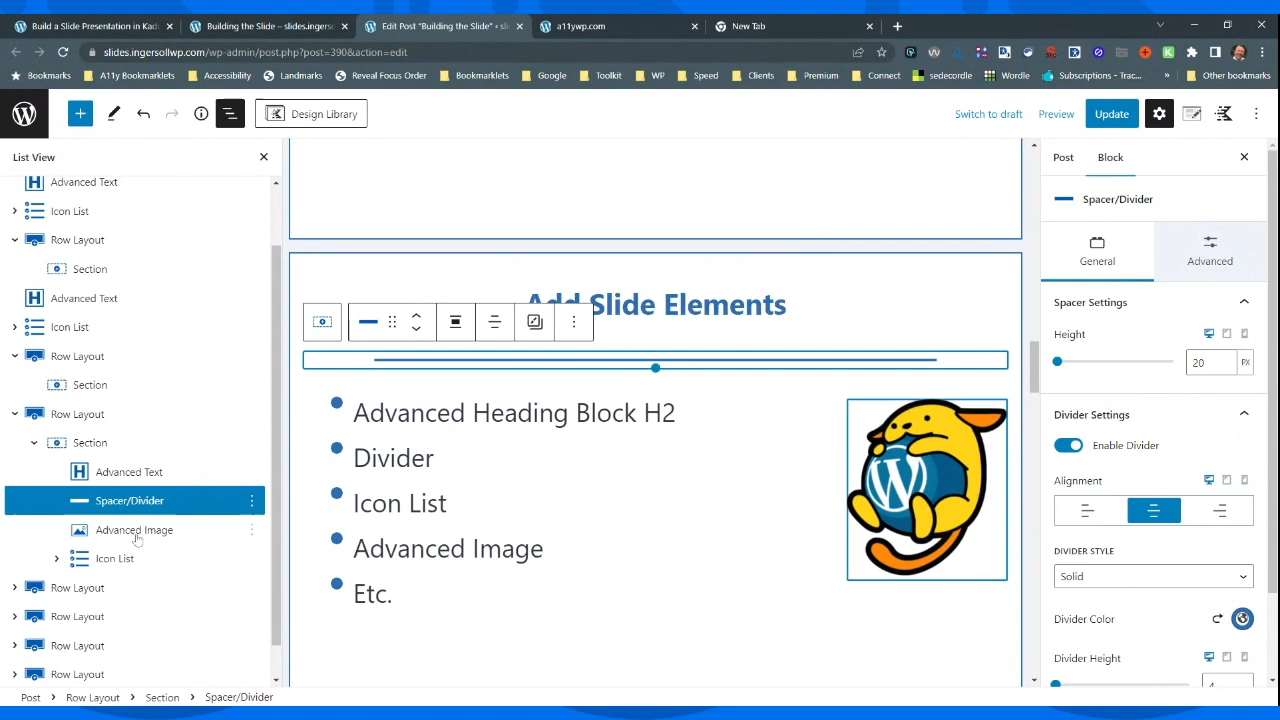 Build a Slide Presentation in Kad
Building the Slide – slides.ingers
Edit Post "Building the Slide" ‹ s
a11ywp.com
New Tab
slides.ingersollwp.com/wp-admin/post.php?post=390&action=edit
Bookmarks
A11y Bookmarklets
Accessibility
Landmarks
Reveal Focus Order
Bookmarklets
Google
Toolkit
WP
Speed
Clients
Premium
Connect
sedecordle
Wordle
Subscriptions - Trac...
»
Other bookmarks
Design Library
Switch to draft
Preview
Update
List View
Advanced Text
Icon List
Row Layout
Section
Advanced Text
Icon List
Row Layout
Section
Row Layout
Section
Advanced Text
Spacer/Divider
Advanced Image
Icon List
Row Layout
Row Layout
Row Layout
Row Layout
Add Slide Elements
Advanced Heading Block H2
Divider
Icon List
Advanced Image
Etc.
Post
Block
Spacer/Divider
General
Advanced
Spacer Settings
Height
20
PX
Divider Settings
Enable Divider
Alignment
DIVIDER STYLE
Solid
Divider Color
Divider Height
Post > Row Layout > Section > Spacer/Divider